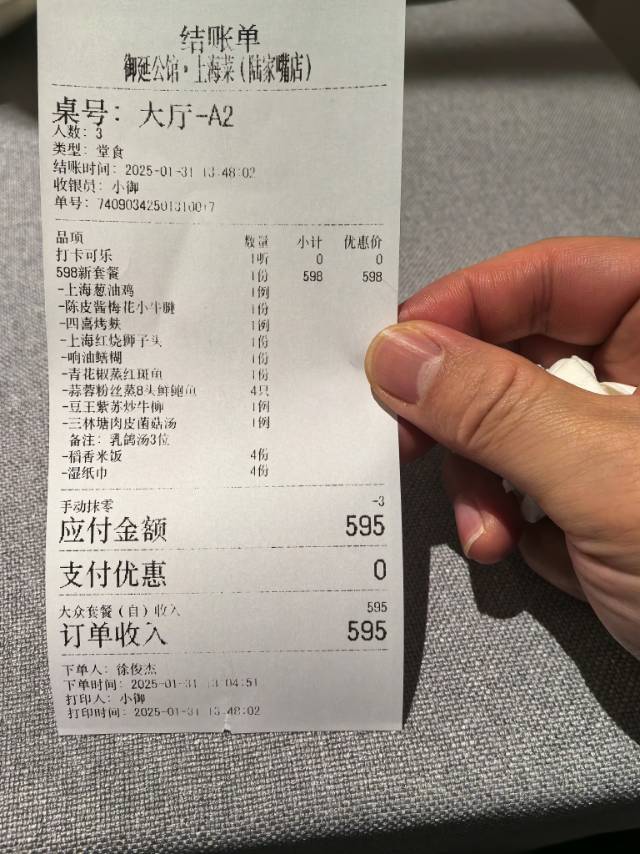 结账单
御延公馆·上海菜(陆家嘴店)
桌号: 大厅-A2
人数: 3
类型: 堂食
结账时间: 2025-01-31 13:48:02
收银员: 小御
单号:
品项 数量 小计 优惠价
打卡可乐 1听 0 0
598新套餐 1份 598 598
-上海葱油鸡 1例
-陈皮酱梅花小牛腱 1份
-四喜烤麸 1例
-上海红烧狮子头 1份
-响油鳝糊 1份
-青花椒蒸红斑鱼 1份
-蒜蓉粉丝蒸8头鲜鲍鱼 4只
-豆王紫苏炒牛柳 1例
-三林塘肉皮菌菇汤 1例
备注: 乳鸽汤3位
-稻香米饭 4份
-湿纸巾 4份
手动抹零 -3
应付金额 595
支付优惠 0
大众套餐(自)收入 595
订单收入 595
下单人: 徐俊杰
下单时间: 2025-01-31 13:04:51
打印人: 小御
打印时间: 2025-01-31 13:48:02